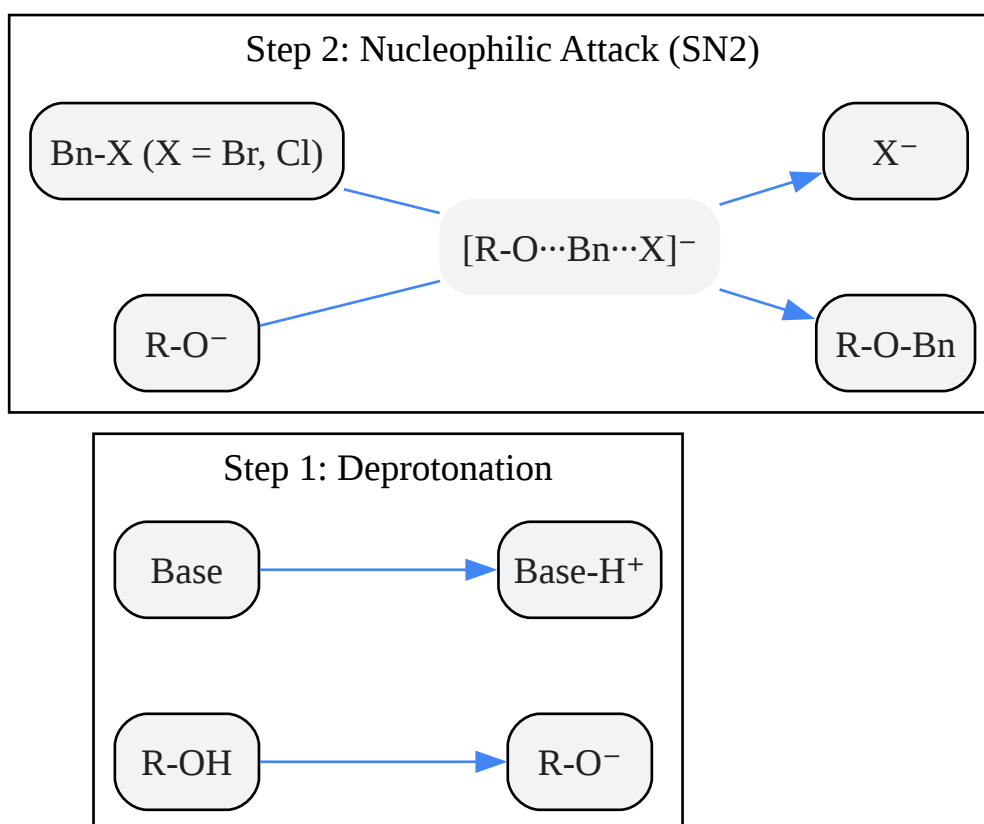 Step 2: Nucleophilic Attack (SN2)
Bn-X (X = Br, Cl)
X⁻
[R-O···Bn···X]⁻
R-O⁻
R-O-Bn
Step 1: Deprotonation
Base
Base-H⁺
R-OH
R-O⁻